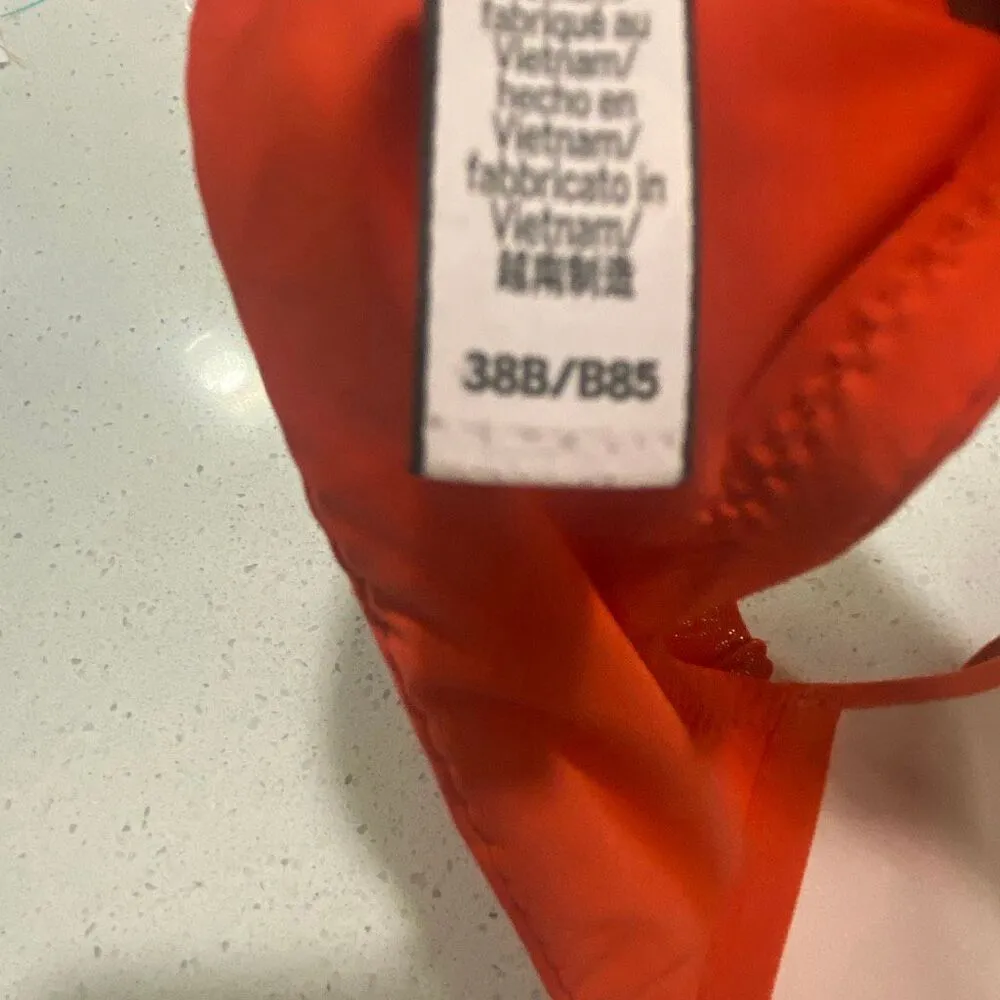 fabriqué au
Vietnam/
hecho en
Vietnam/
fabbricato in
Vietnam/
越南制造
38B/B85